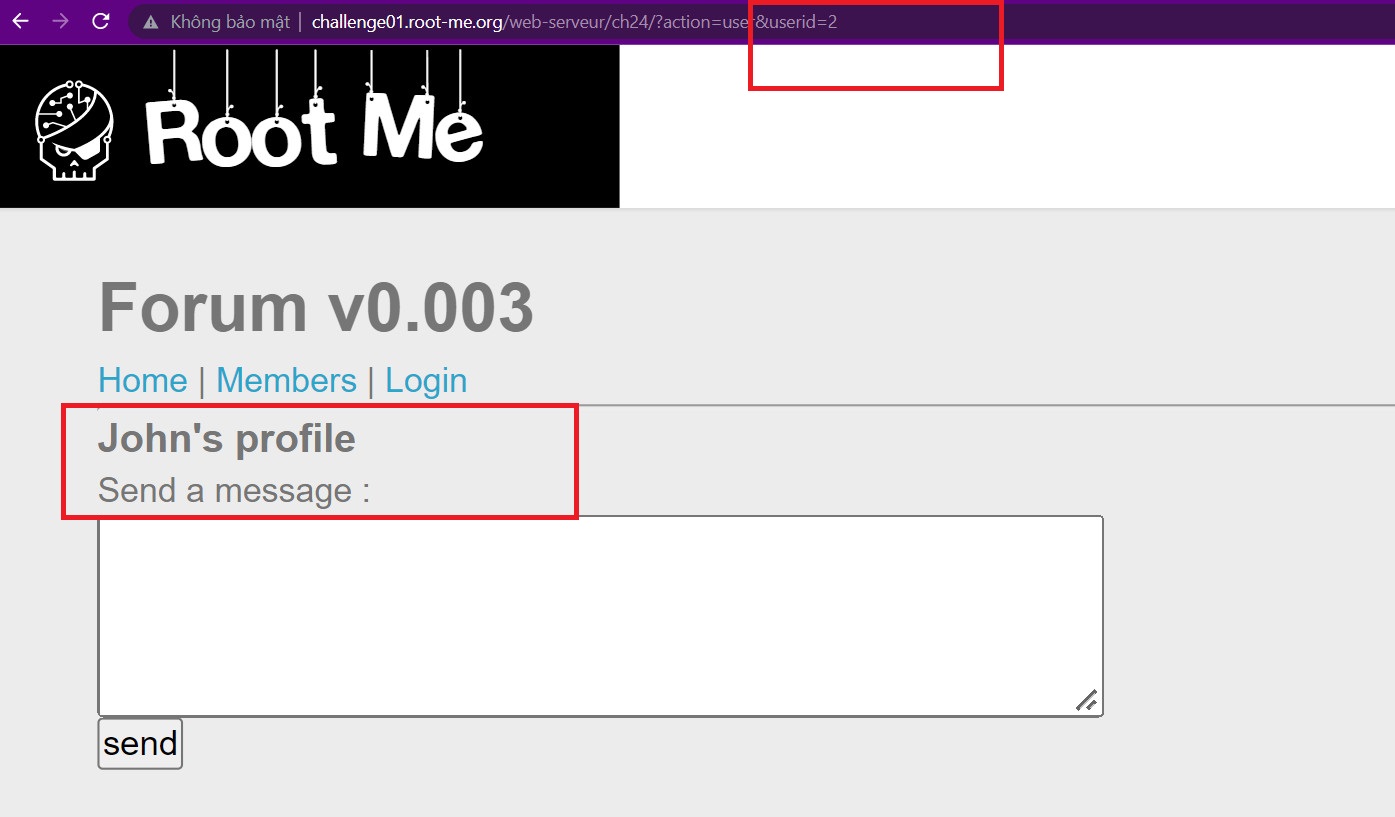 Không bảo mật | challenge01.root-me.org/web-serveur/ch24/?action=user&userid=2
Root Me
Forum v0.003
Home | Members | Login
John's profile
Send a message :
send